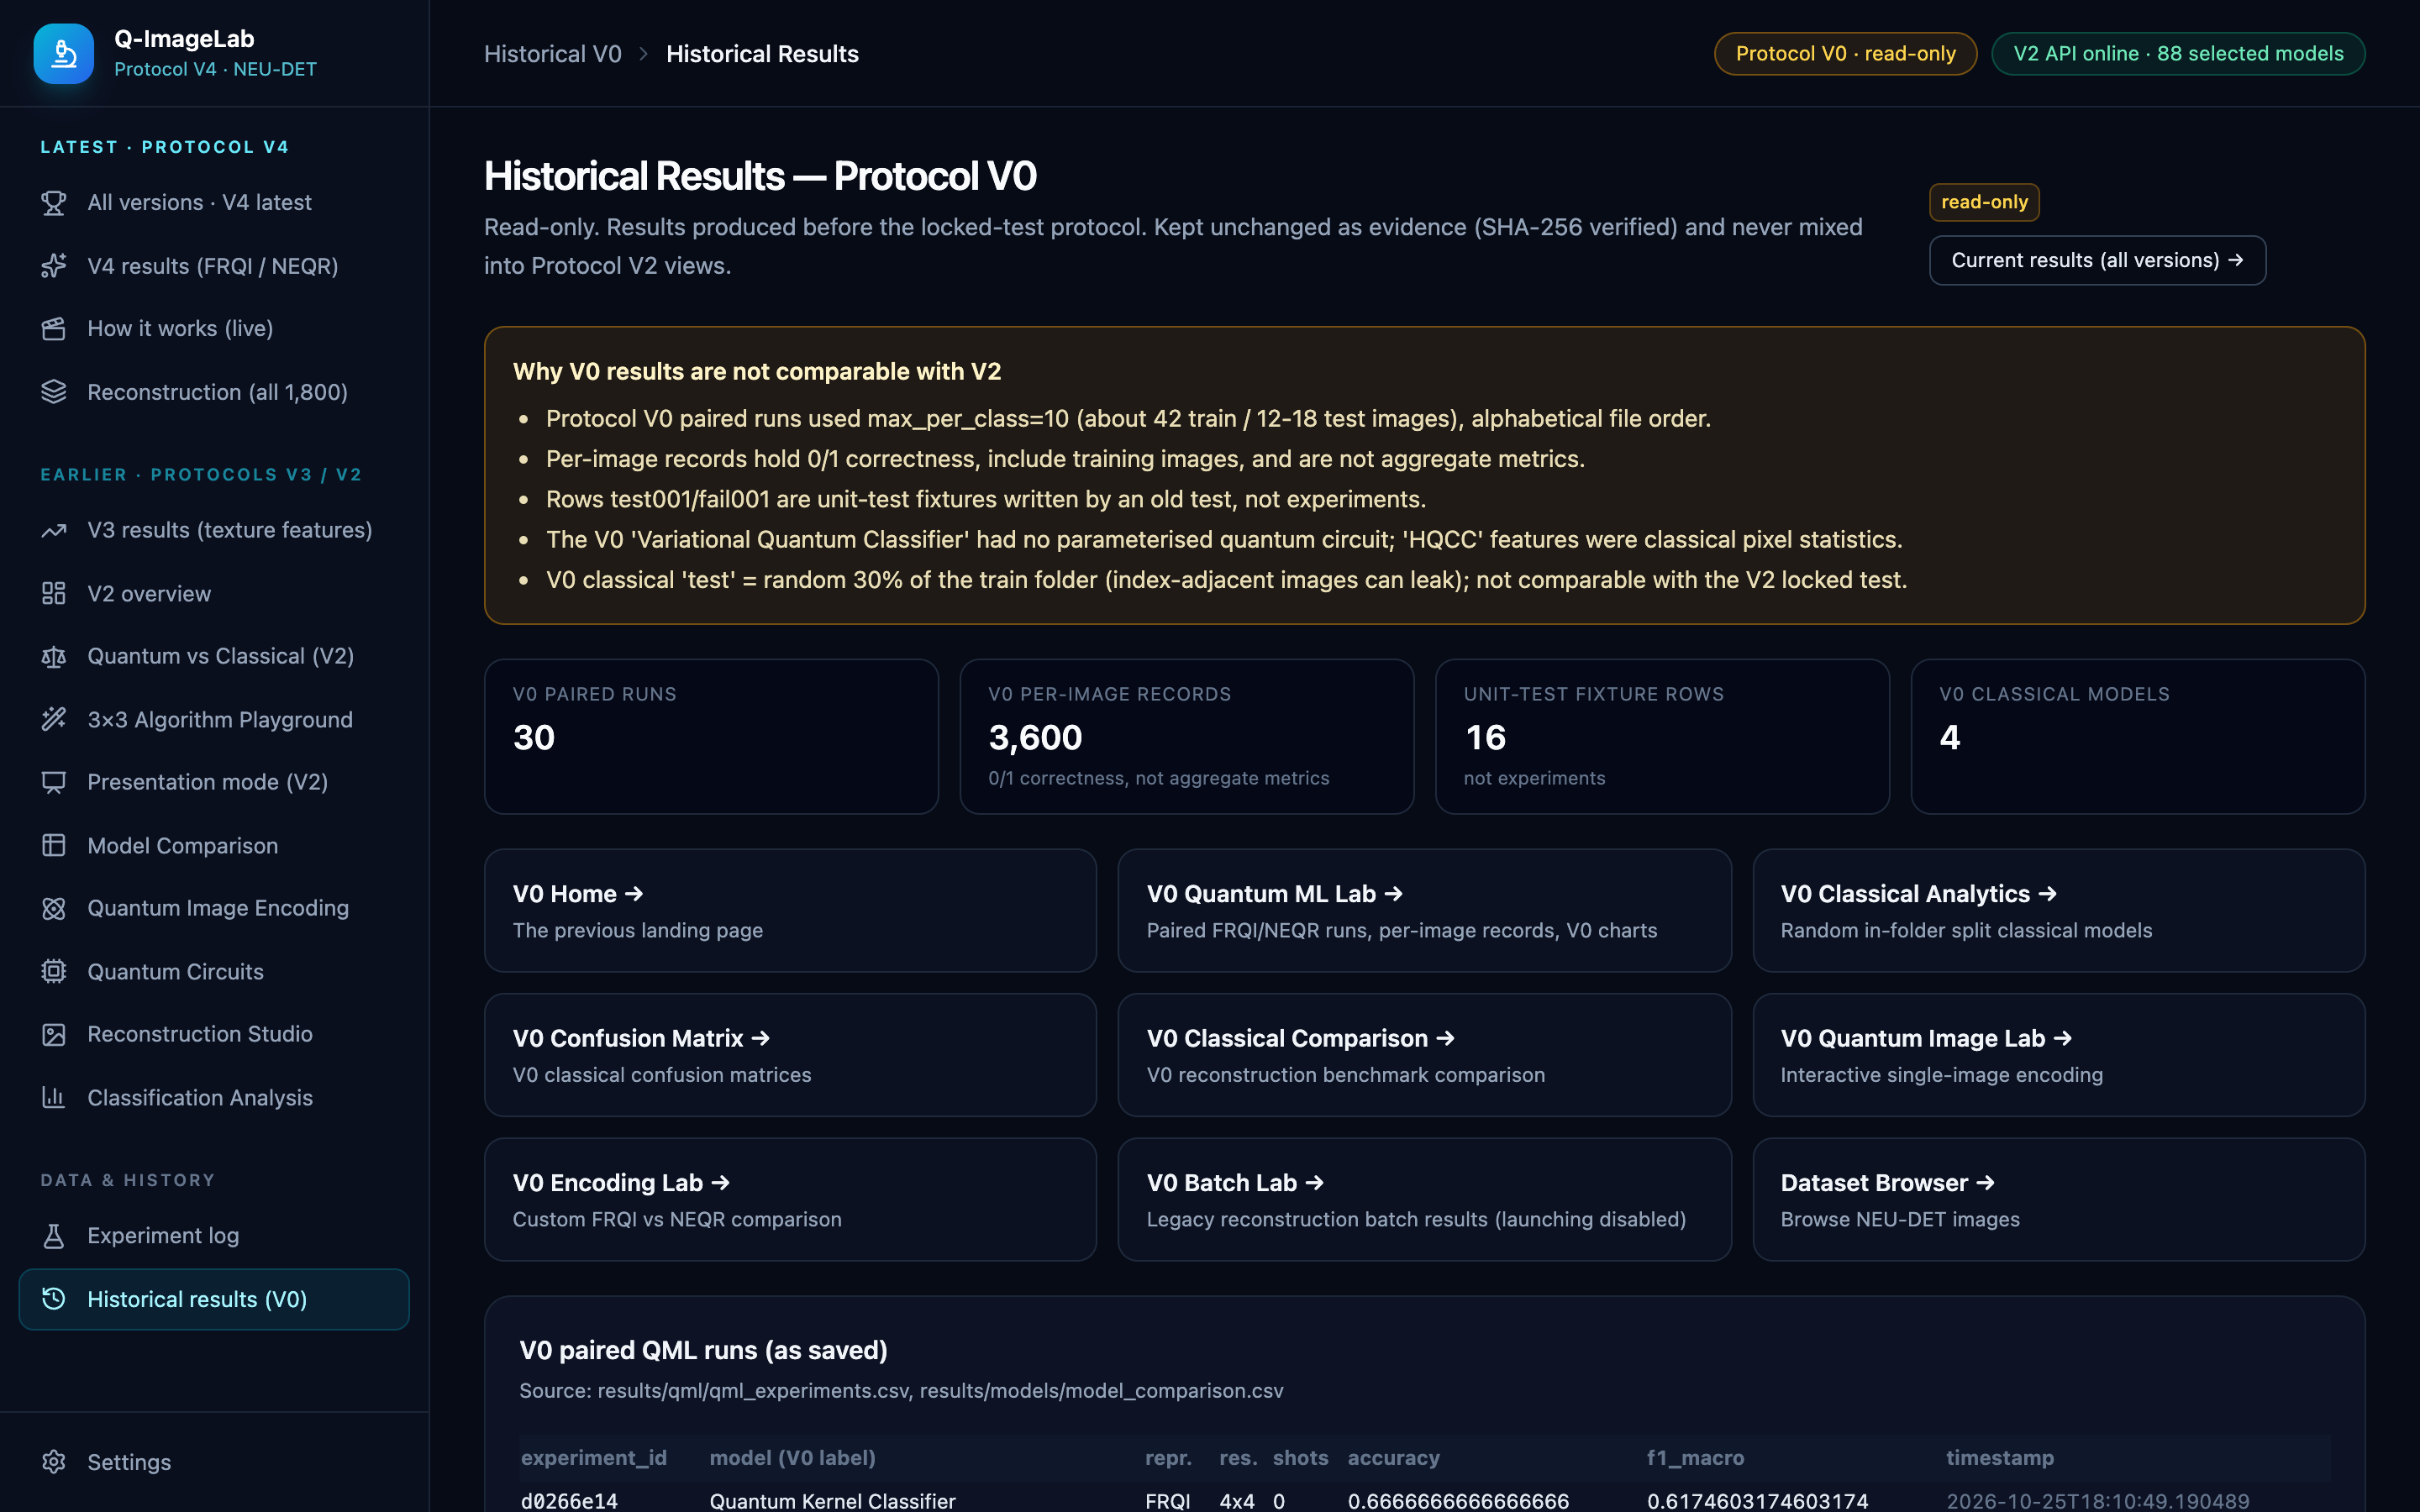 Q-ImageLab
Protocol V4 · NEU-DET
LATEST · PROTOCOL V4
All versions · V4 latest
V4 results (FRQI / NEQR)
How it works (live)
Reconstruction (all 1,800)
EARLIER · PROTOCOLS V3 / V2
V3 results (texture features)
V2 overview
Quantum vs Classical (V2)
3×3 Algorithm Playground
Presentation mode (V2)
Model Comparison
Quantum Image Encoding
Quantum Circuits
Reconstruction Studio
Classification Analysis
DATA & HISTORY
Experiment log
Historical results (V0)
Settings
Historical V0 > Historical Results
Protocol V0 · read-only
V2 API online · 88 selected models
Historical Results — Protocol V0
Read-only. Results produced before the locked-test protocol. Kept unchanged as evidence (SHA-256 verified) and never mixed
into Protocol V2 views.
read-only
Current results (all versions) →
Why V0 results are not comparable with V2
• Protocol V0 paired runs used max_per_class=10 (about 42 train / 12-18 test images), alphabetical file order.
• Per-image records hold 0/1 correctness, include training images, and are not aggregate metrics.
• Rows test001/fail001 are unit-test fixtures written by an old test, not experiments.
• The V0 'Variational Quantum Classifier' had no parameterised quantum circuit; 'HQCC' features were classical pixel statistics.
• V0 classical 'test' = random 30% of the train folder (index-adjacent images can leak); not comparable with the V2 locked test.
V0 PAIRED RUNS
30
V0 PER-IMAGE RECORDS
3,600
0/1 correctness, not aggregate metrics
UNIT-TEST FIXTURE ROWS
16
not experiments
V0 CLASSICAL MODELS
4
V0 Home →
The previous landing page
V0 Quantum ML Lab →
Paired FRQI/NEQR runs, per-image records, V0 charts
V0 Classical Analytics →
Random in-folder split classical models
V0 Confusion Matrix →
V0 classical confusion matrices
V0 Classical Comparison →
V0 reconstruction benchmark comparison
V0 Quantum Image Lab →
Interactive single-image encoding
V0 Encoding Lab →
Custom FRQI vs NEQR comparison
V0 Batch Lab →
Legacy reconstruction batch results (launching disabled)
Dataset Browser →
Browse NEU-DET images
V0 paired QML runs (as saved)
Source: results/qml/qml_experiments.csv, results/models/model_comparison.csv
experiment_id model (V0 label) repr. res. shots accuracy f1_macro timestamp
d0266e14 Quantum Kernel Classifier FRQI 4x4 0 0.6666666666666666 0.6174603174603174 2026-10-25T18:10:49.190489